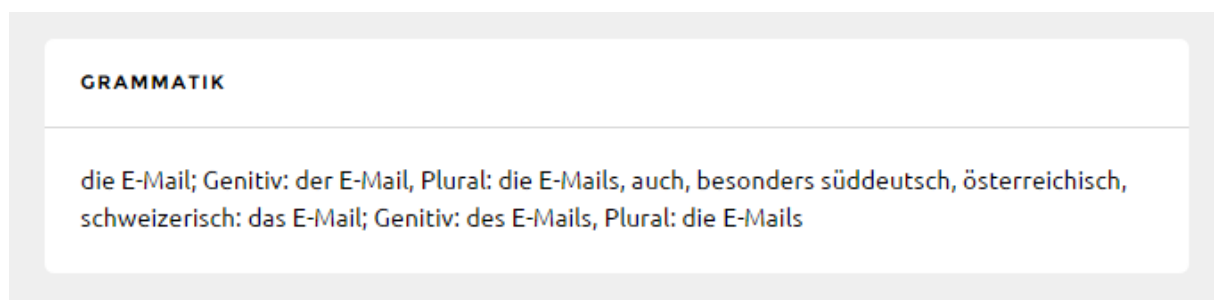 GRAMMATIK
die E-Mail; Genitiv: der E-Mail, Plural: die E-Mails, auch, besonders süddeutsch, österreichisch,
schweizerisch: das E-Mail; Genitiv: des E-Mails, Plural: die E-Mails